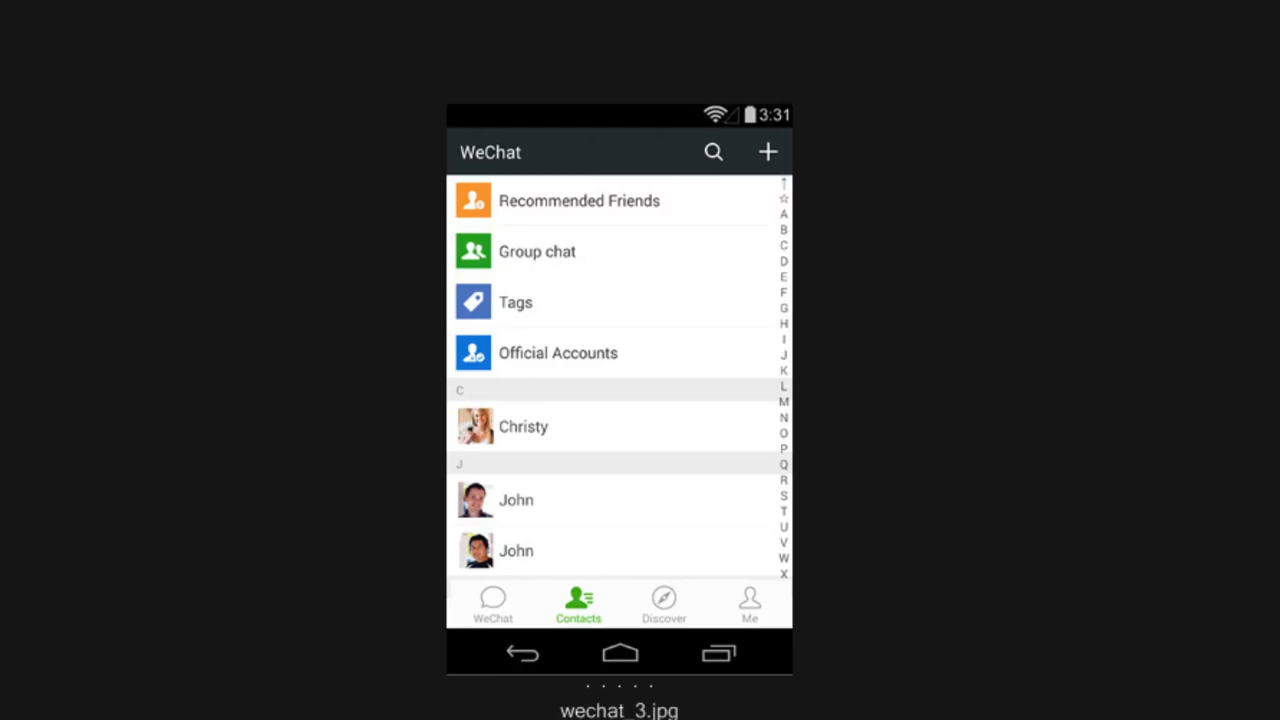 3:31
WeChat
Recommended Friends
Group chat
Tags
Official Accounts
C
Christy
J
John
John
☆
A
B
C
D
E
F
G
H
I
J
K
L
M
N
O
P
Q
R
S
T
U
V
W
X
WeChat
Contacts
Discover
Me
wechat_3.jpg